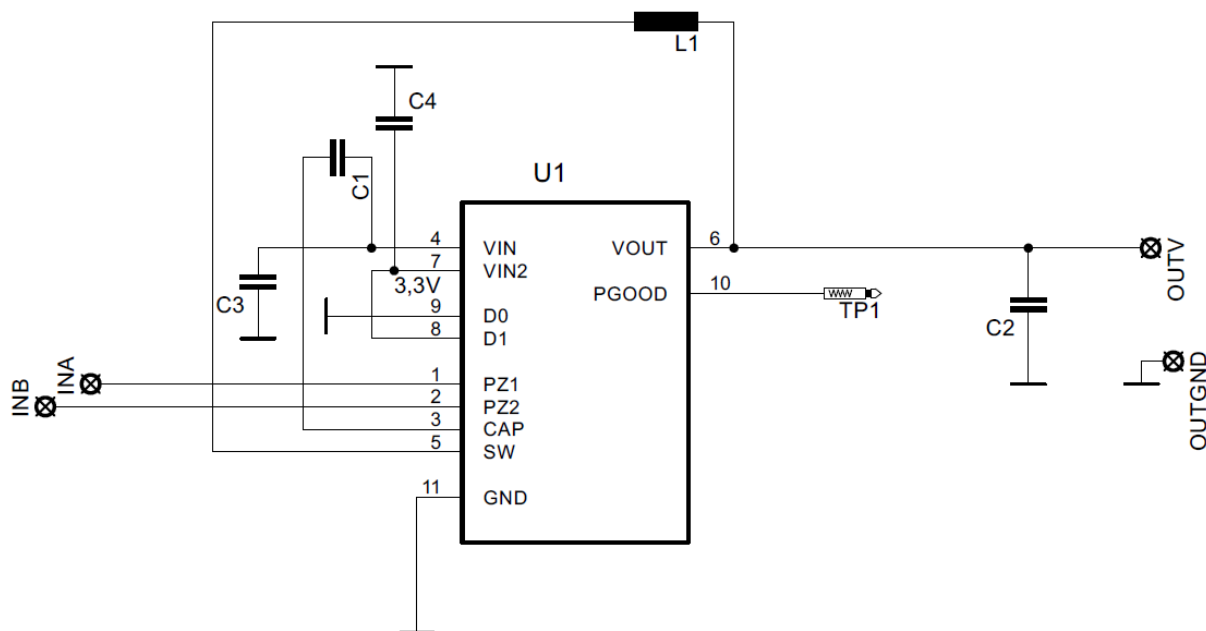 L1
C4
C1
U1
4 VIN
VOUT 6
7 VIN2
3,3V
C3
PGOOD 10
TP1
9 D0
8 D1
C2
OUTV
INA
INB
1 PZ1
2 PZ2
3 CAP
5 SW
OUTGND
11 GND